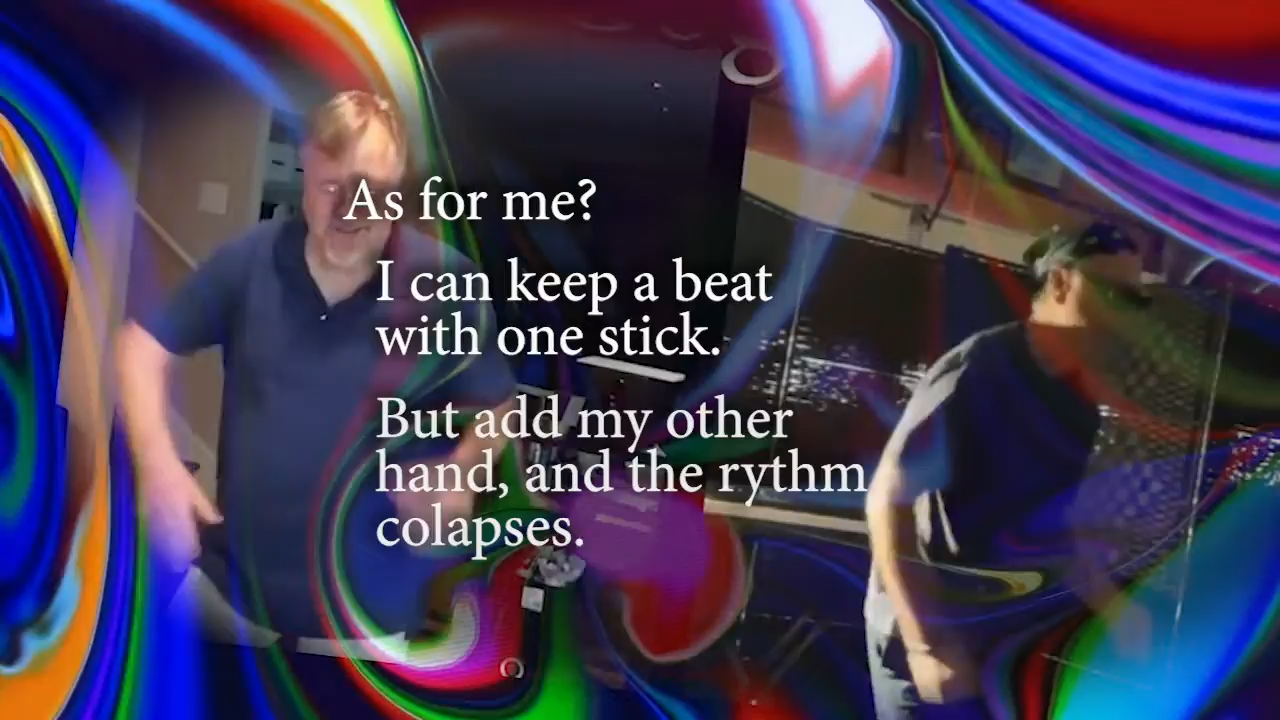 As for me?
I can keep a beat
with one stick.
But add my other
hand, and the rythm
colapses.